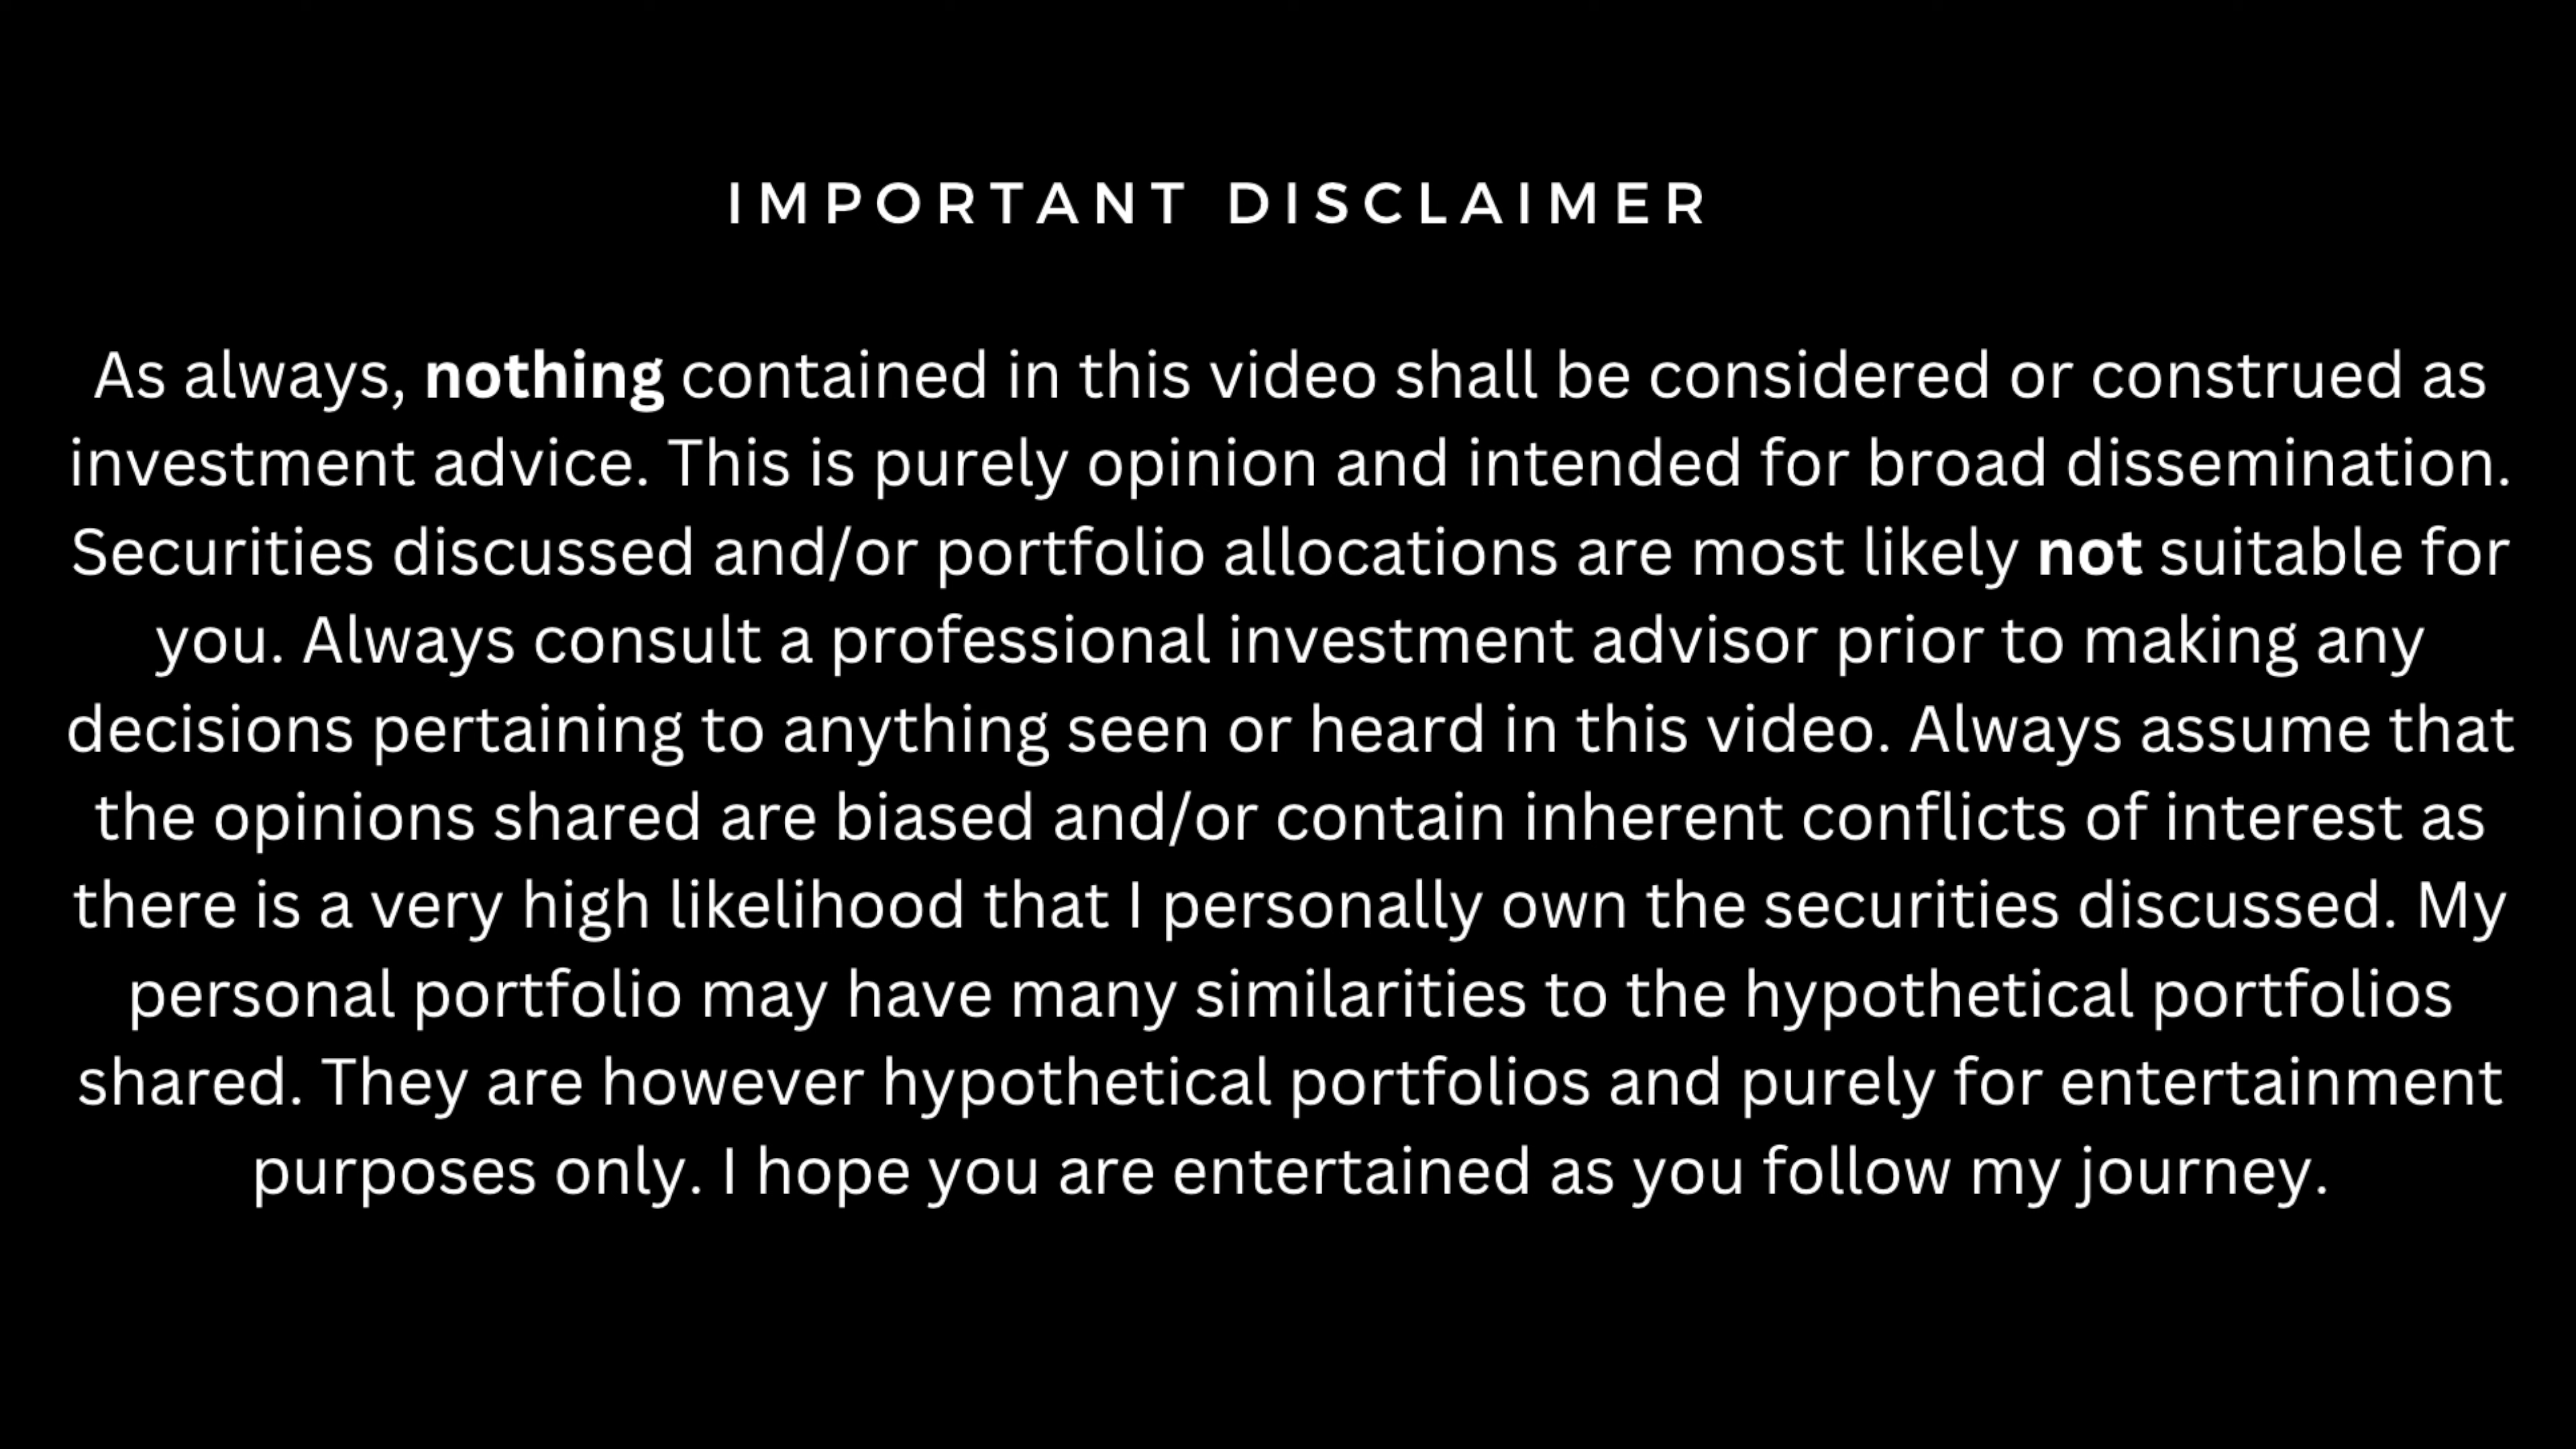 IMPORTANT DISCLAIMER
As always, nothing contained in this video shall be considered or construed as
investment advice. This is purely opinion and intended for broad dissemination.
Securities discussed and/or portfolio allocations are most likely not suitable for
you. Always consult a professional investment advisor prior to making any
decisions pertaining to anything seen or heard in this video. Always assume that
the opinions shared are biased and/or contain inherent conflicts of interest as
there is a very high likelihood that I personally own the securities discussed. My
personal portfolio may have many similarities to the hypothetical portfolios
shared. They are however hypothetical portfolios and purely for entertainment
purposes only. I hope you are entertained as you follow my journey.